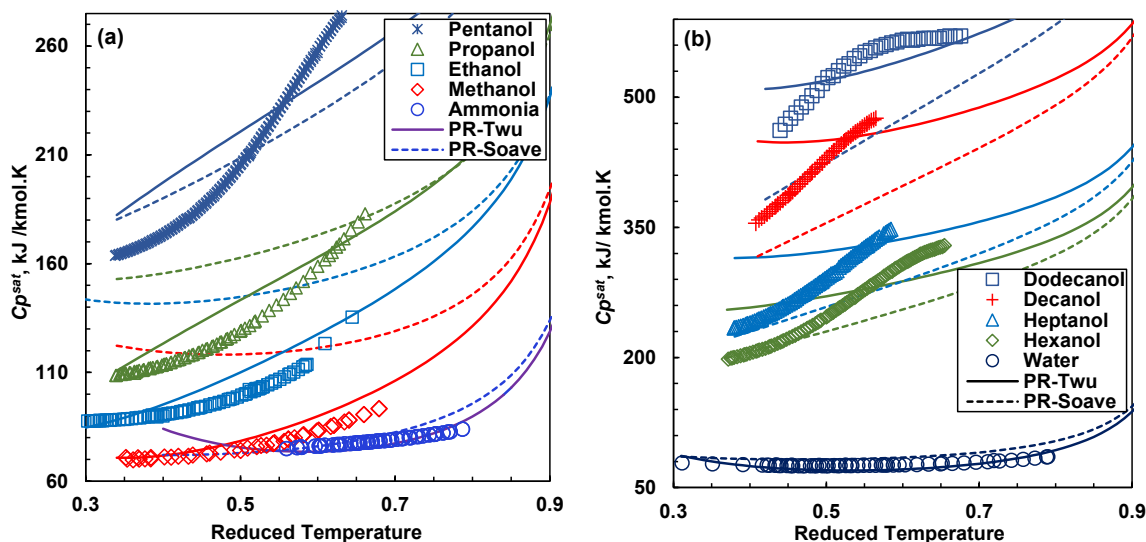 (a)
Pentanol
Propanol
Ethanol
Methanol
Ammonia
PR-Twu
PR-Soave
260
210
160
110
60
Cp^sat, kJ /kmol.K
0.3 0.5 0.7 0.9
Reduced Temperature
(b)
500
350
200
50
Cp^sat, kJ/ kmol.K
Dodecanol
Decanol
Heptanol
Hexanol
Water
PR-Twu
PR-Soave
0.3 0.5 0.7 0.9
Reduced Temperature